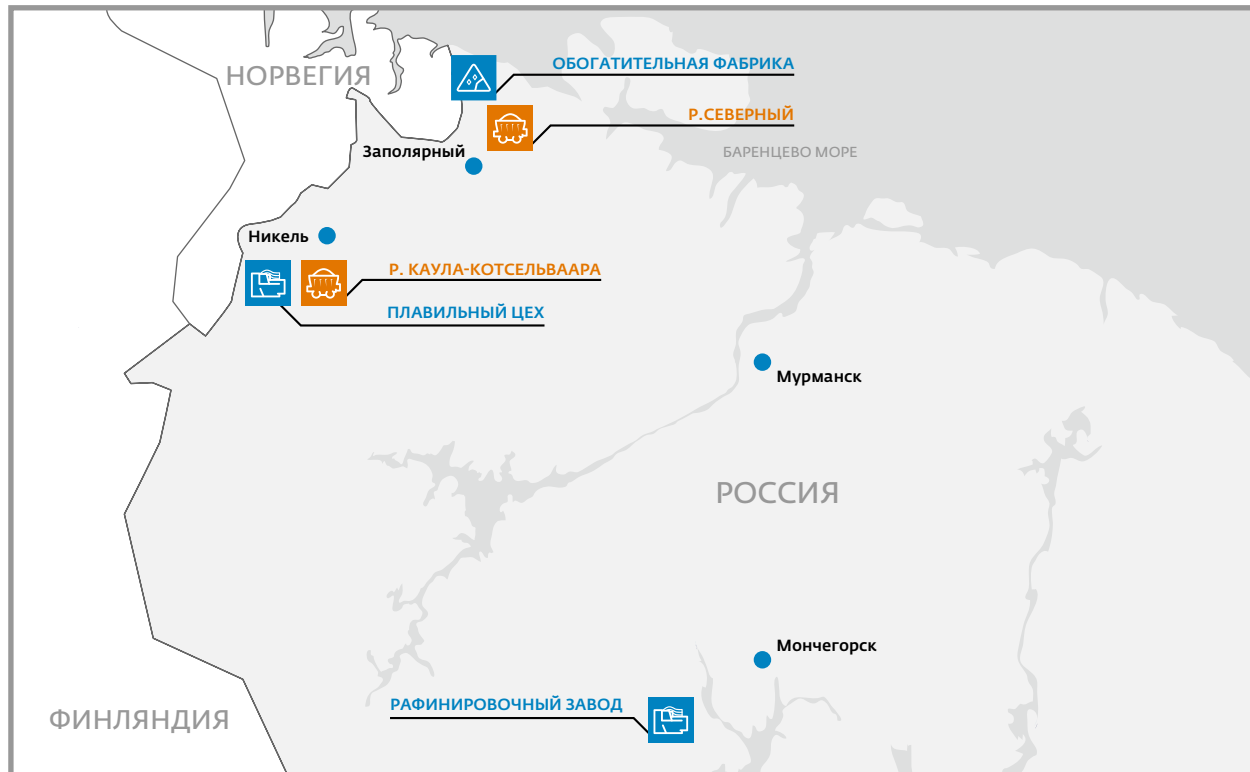 ОБОГАТИТЕЛЬНАЯ ФАБРИКА
НОРВЕГИЯ
Р.СЕВЕРНЫЙ
Заполярный
БАРЕНЦЕВО МОРЕ
Никель
Р. КАУЛА-КОТСЕЛЬВААРА
ПЛАВИЛЬНЫЙ ЦЕХ
Мурманск
РОССИЯ
Мончегорск
РАФИНИРОВОЧНЫЙ ЗАВОД
ФИНЛЯНДИЯ